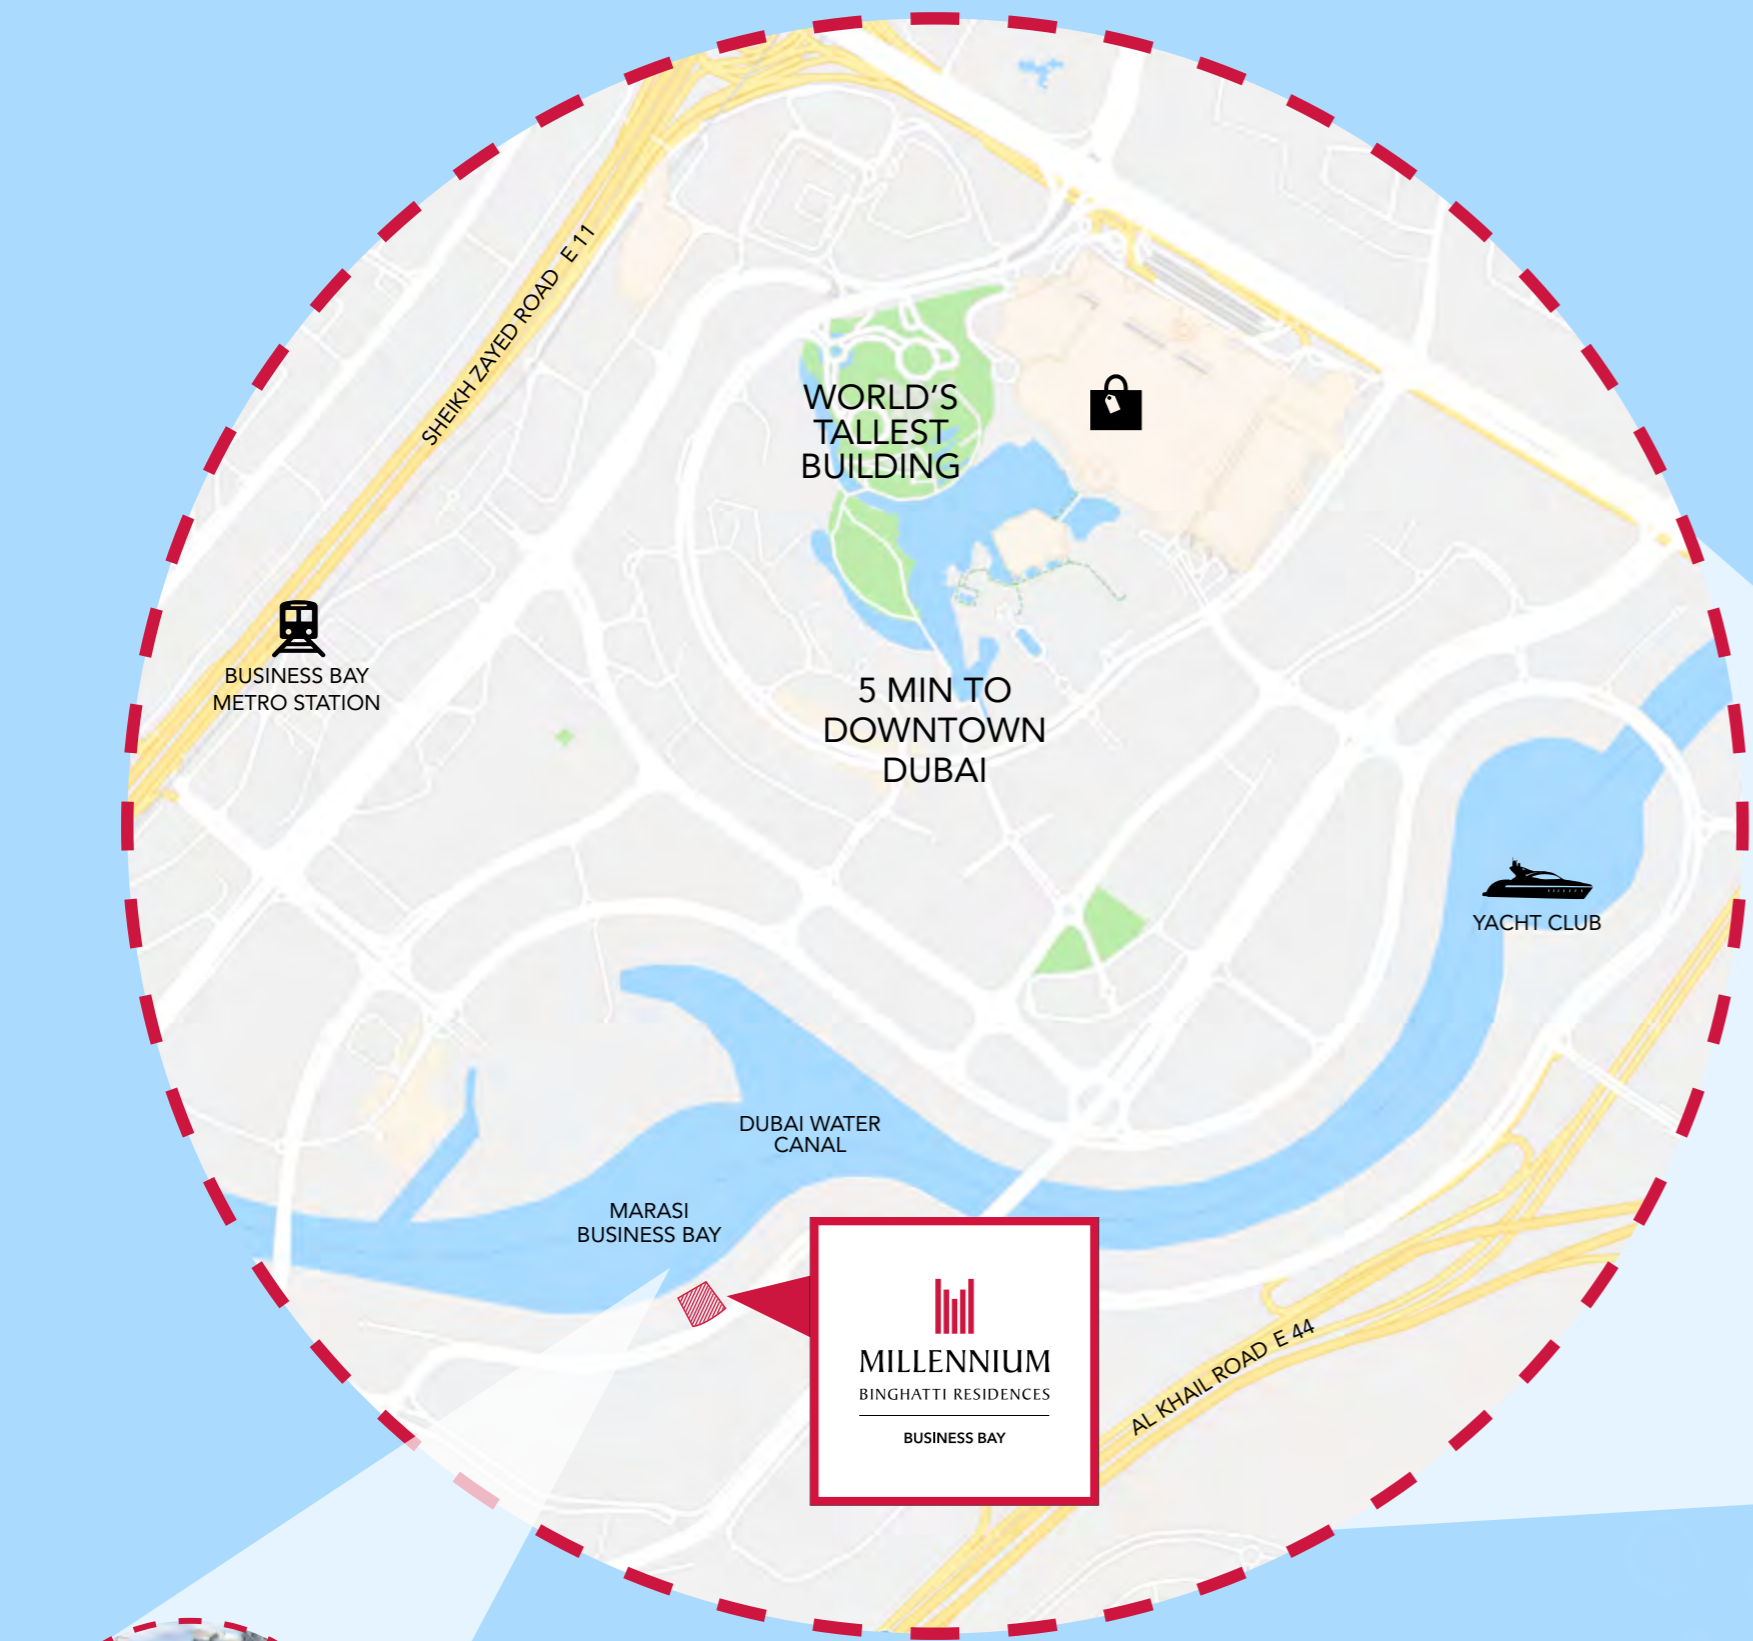 SHEIKH ZAYED ROAD E 11
WORLD'S
TALLEST
BUILDING
BUSINESS BAY
METRO STATION
5 MIN TO
DOWNTOWN
DUBAI
YACHT CLUB
DUBAI WATER
CANAL
MARASI
BUSINESS BAY
MILLENNIUM
BINGHATTI RESIDENCES
BUSINESS BAY
AL KHAIL ROAD E 44